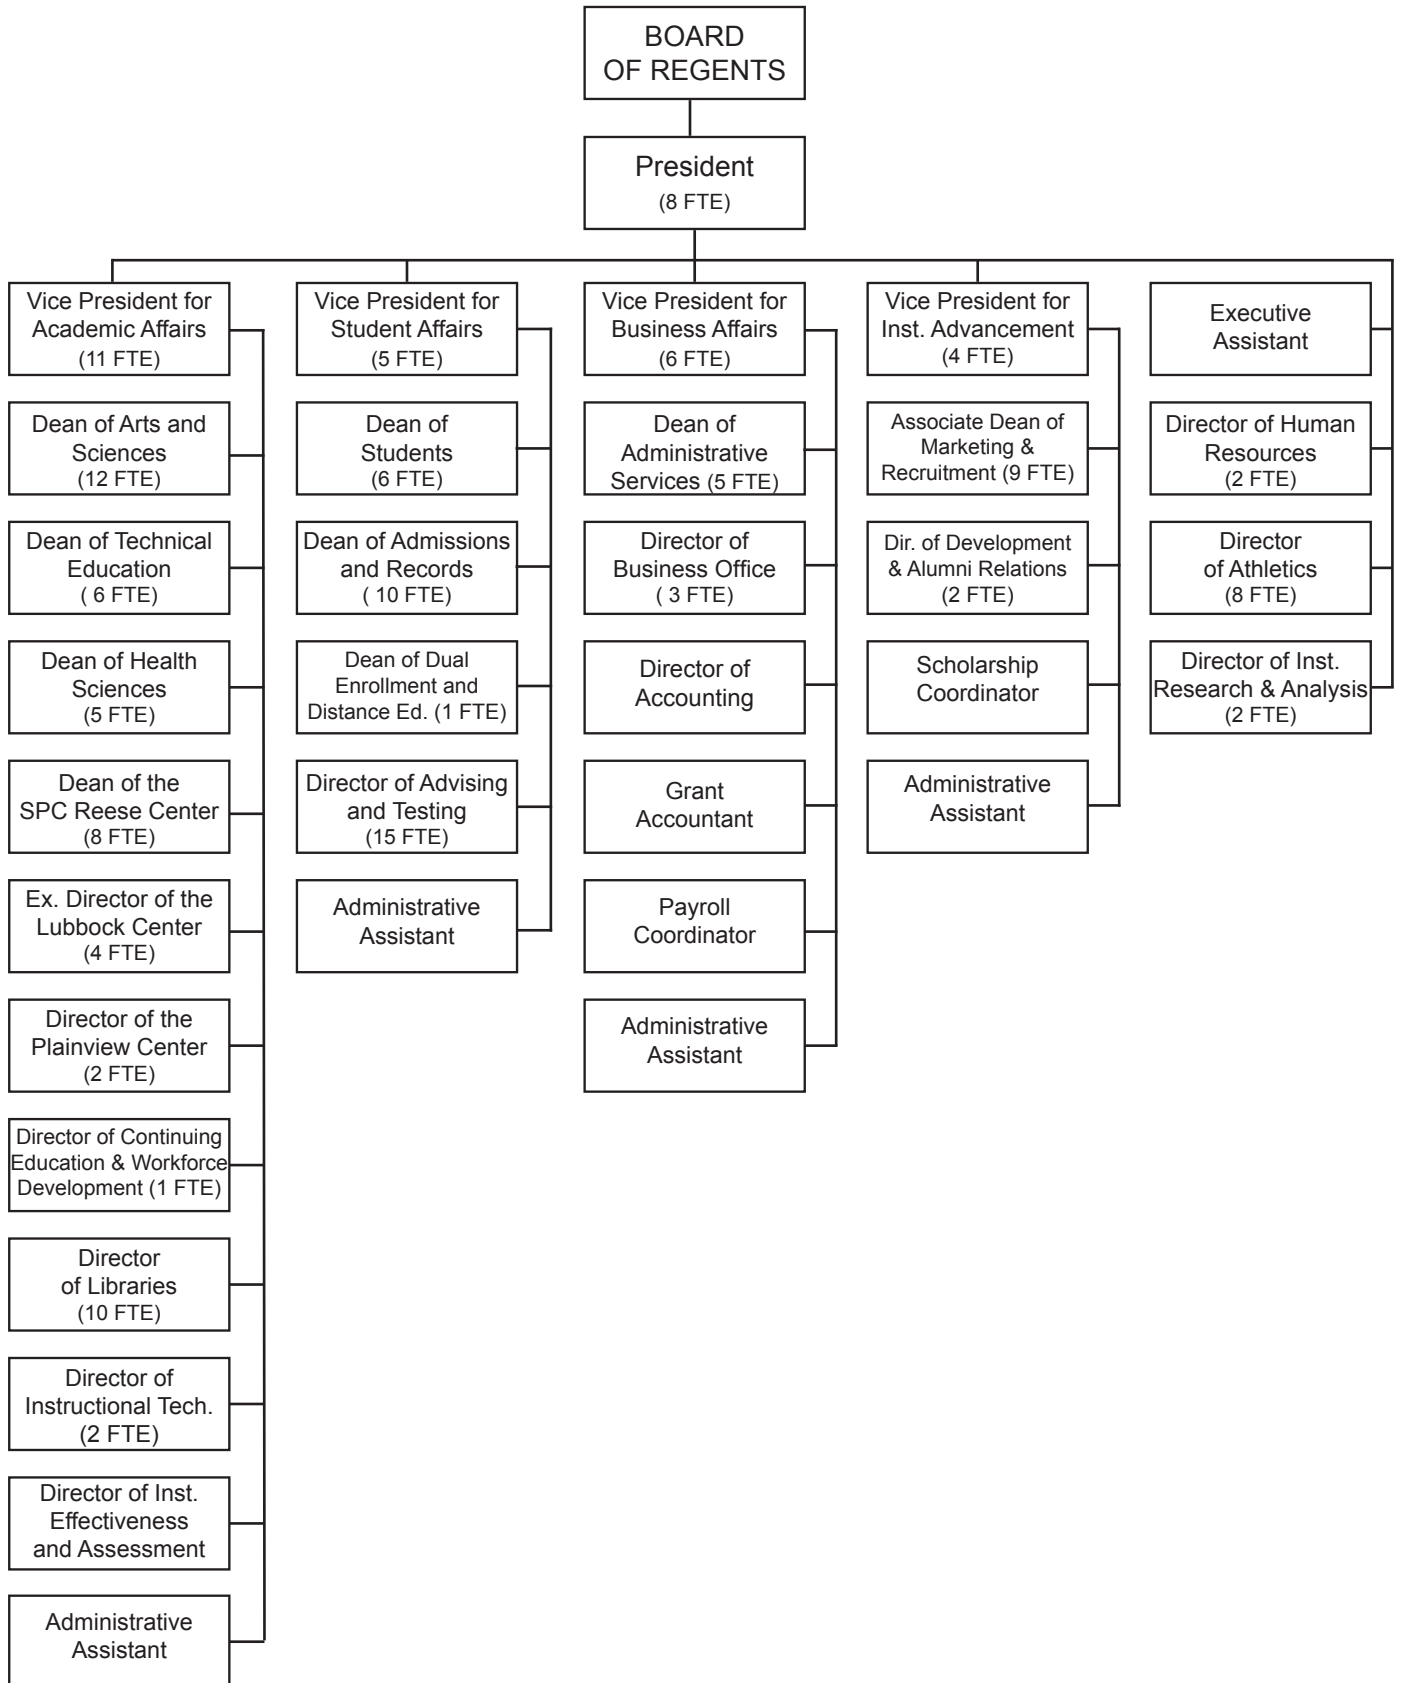 BOARD
OF REGENTS
President
(8 FTE)
Vice President for
Academic Affairs
(11 FTE)
Dean of Arts and
Sciences
(12 FTE)
Dean of Technical
Education
( 6 FTE)
Dean of Health
Sciences
(5 FTE)
Dean of the
SPC Reese Center
(8 FTE)
Ex. Director of the
Lubbock Center
(4 FTE)
Director of the
Plainview Center
(2 FTE)
Director of Continuing
Education & Workforce
Development (1 FTE)
Director
of Libraries
(10 FTE)
Director of
Instructional Tech.
(2 FTE)
Director of Inst.
Effectiveness
and Assessment
Administrative
Assistant
Vice President for
Student Affairs
(5 FTE)
Dean of
Students
(6 FTE)
Dean of Admissions
and Records
( 10 FTE)
Dean of Dual
Enrollment and
Distance Ed. (1 FTE)
Director of Advising
and Testing
(15 FTE)
Administrative
Assistant
Vice President for
Business Affairs
(6 FTE)
Dean of
Administrative
Services (5 FTE)
Director of
Business Office
( 3 FTE)
Director of
Accounting
Grant
Accountant
Payroll
Coordinator
Administrative
Assistant
Vice President for
Inst. Advancement
(4 FTE)
Associate Dean of
Marketing &
Recruitment (9 FTE)
Dir. of Development
& Alumni Relations
(2 FTE)
Scholarship
Coordinator
Administrative
Assistant
Executive
Assistant
Director of Human
Resources
(2 FTE)
Director
of Athletics
(8 FTE)
Director of Inst.
Research & Analysis
(2 FTE)